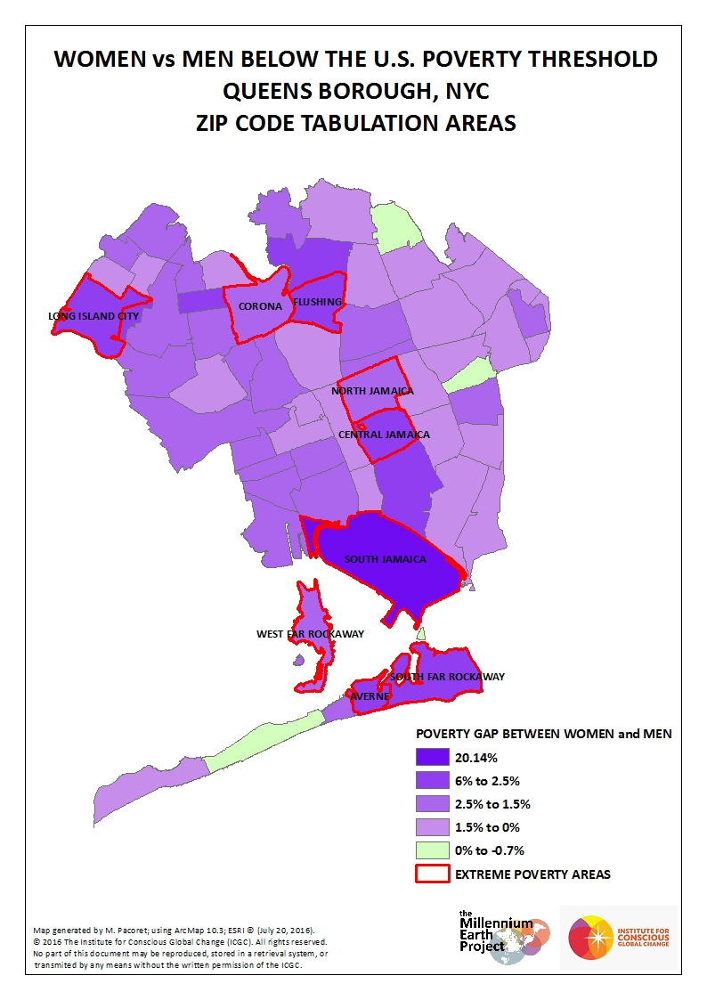 WOMEN vs MEN BELOW THE U.S. POVERTY THRESHOLD
QUEENS BOROUGH, NYC
ZIP CODE TABULATION AREAS
CORONA
FLUSHING
LONG ISLAND CITY
NORTH JAMAICA
CENTRAL JAMAICA
SOUTH JAMAICA
WEST FAR ROCKAWAY
SOUTH FAR ROCKAWAY
AVERNE
POVERTY GAP BETWEEN WOMEN and MEN
20.14%
6% to 2.5%
2.5% to 1.5%
1.5% to 0%
0% to -0.7%
EXTREME POVERTY AREAS
Map generated by M. Pacoret; using ArcMap 10.3; ESRI © (July 20, 2016).
© 2016 The Institute for Conscious Global Change (ICGC). All rights reserved.
No part of this document may be reproduced, stored in a retrieval system, or
transmited by any means without the written permission of the ICGC.
the
Millennium
Earth
Project
INSTITUTE FOR
CONSCIOUS
GLOBAL CHANGE